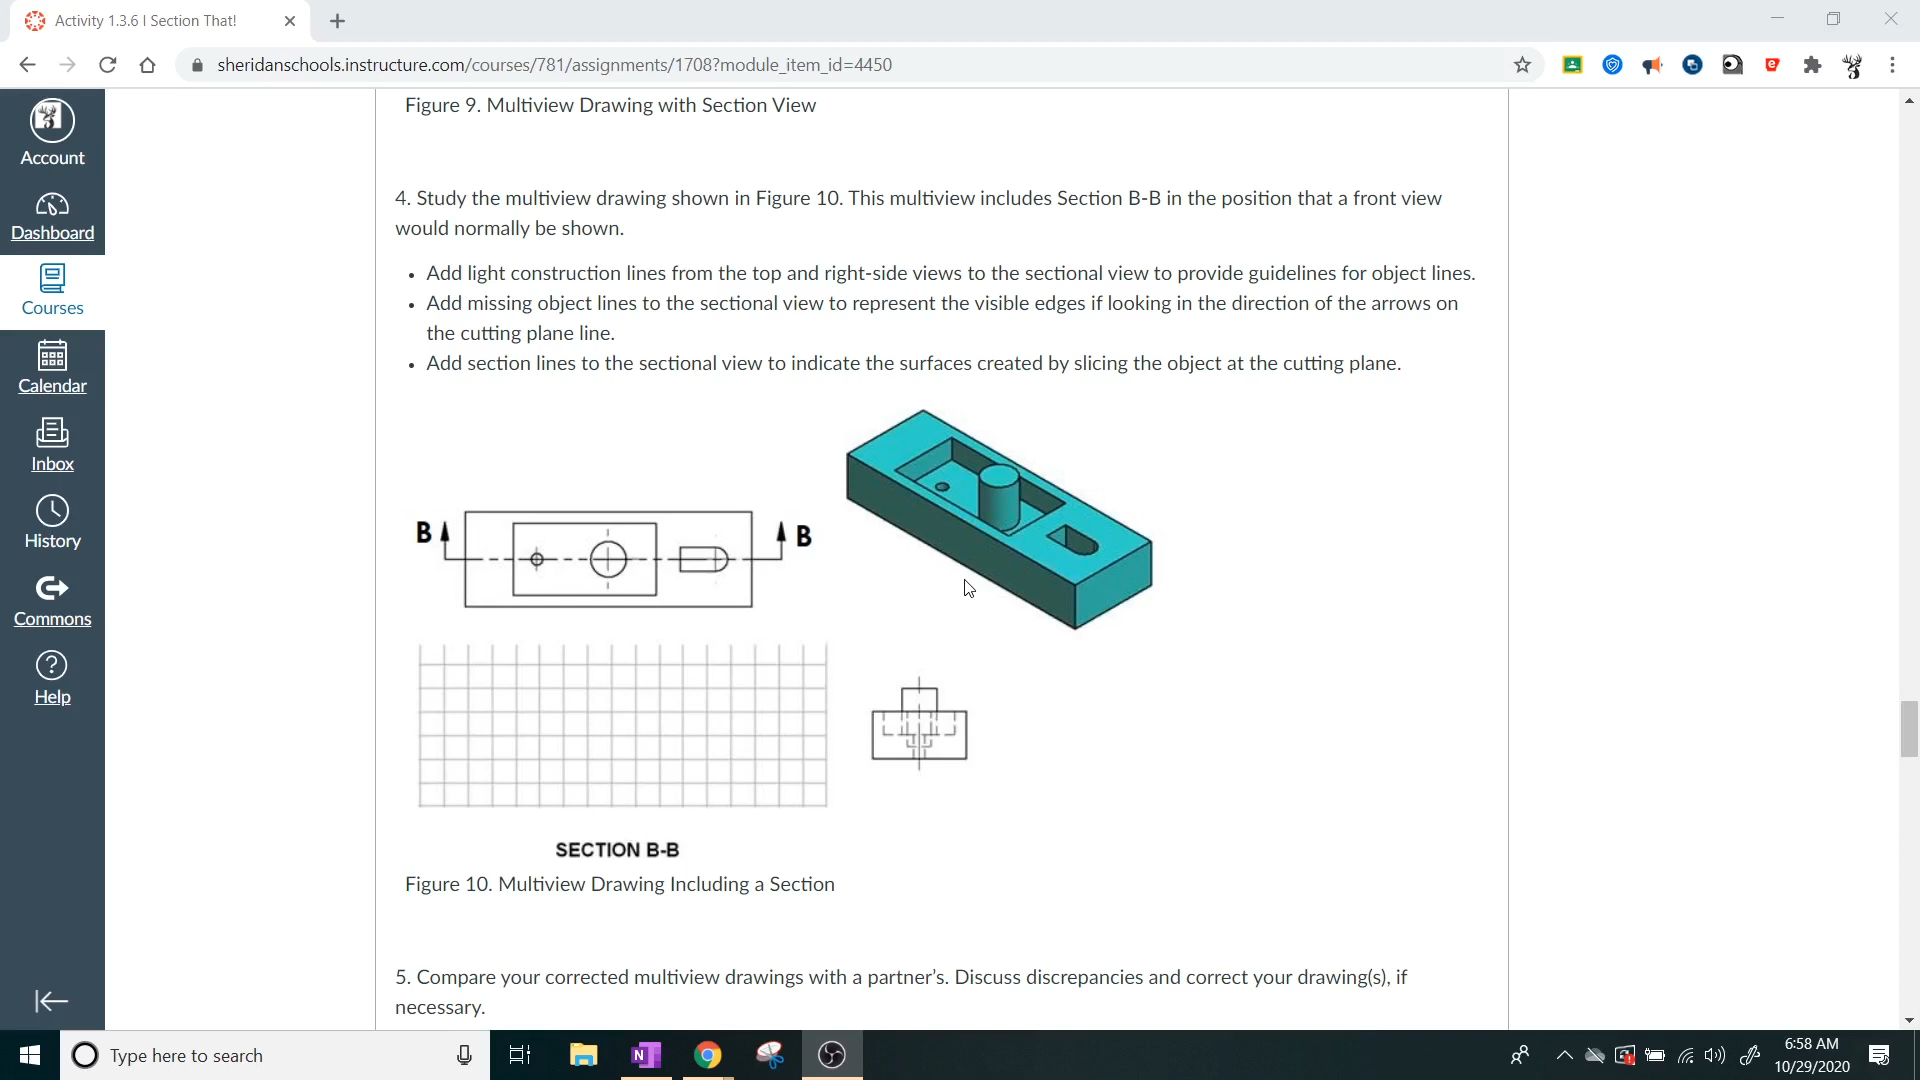 Activity 1.3.6 | Section That!
sheridanschools.instructure.com/courses/781/assignments/1708?module_item_id=4450
Account
Dashboard
Courses
Calendar
Inbox
History
Commons
Help
Figure 9. Multiview Drawing with Section View
4. Study the multiview drawing shown in Figure 10. This multiview includes Section B-B in the position that a front view
would normally be shown.
• Add light construction lines from the top and right-side views to the sectional view to provide guidelines for object lines.
• Add missing object lines to the sectional view to represent the visible edges if looking in the direction of the arrows on
the cutting plane line.
• Add section lines to the sectional view to indicate the surfaces created by slicing the object at the cutting plane.
B B
SECTION B-B
Figure 10. Multiview Drawing Including a Section
5. Compare your corrected multiview drawings with a partner's. Discuss discrepancies and correct your drawing(s), if
necessary.
Type here to search
N
6:58 AM
10/29/2020